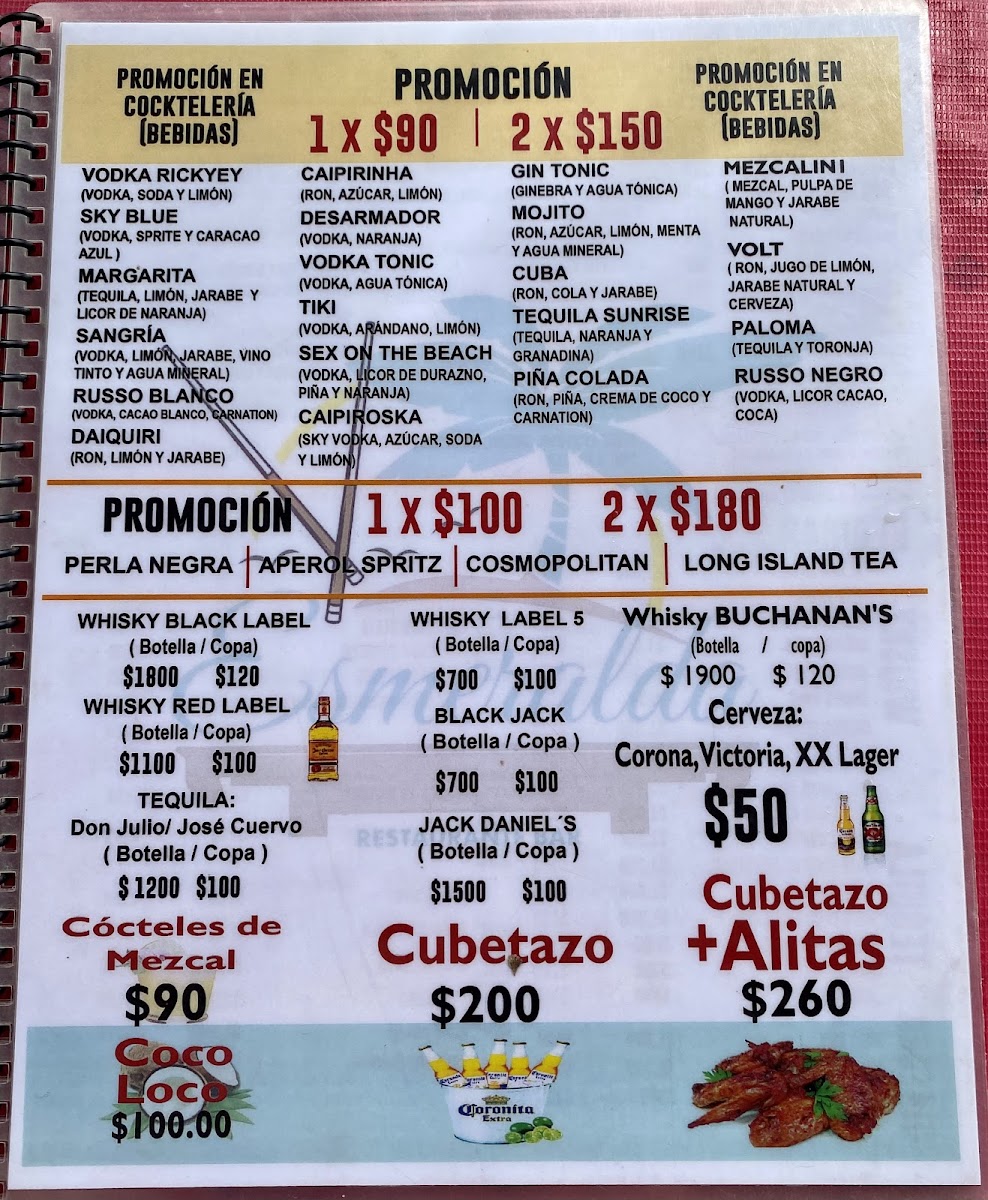 PROMOCIÓN EN
COCKTELERÍA
(BEBIDAS)
PROMOCIÓN
1 X $90 | 2 X $150
PROMOCIÓN EN
COCKTELERÍA
(BEBIDAS)
VODKA RICKYEY
(VODKA, SODA Y LIMÓN)
SKY BLUE
(VODKA, SPRITE Y CARACAO
AZUL )
MARGARITA
(TEQUILA, LIMÓN, JARABE Y
LICOR DE NARANJA)
SANGRÍA
(VODKA, LIMÓN, JARABE, VINO
TINTO Y AGUA MINERAL)
RUSSO BLANCO
(VODKA, CACAO BLANCO, CARNATION)
DAIQUIRI
(RON, LIMÓN Y JARABE)
CAIPIRINHA
(RON, AZÚCAR, LIMÓN)
DESARMADOR
(VODKA, NARANJA)
VODKA TONIC
(VODKA, AGUA TÓNICA)
TIKI
(VODKA, ARÁNDANO, LIMÓN)
SEX ON THE BEACH
(VODKA, LICOR DE DURAZNO,
PIÑA Y NARANJA)
CAIPIROSKA
(SKY VODKA, AZÚCAR, SODA
Y LIMÓN)
GIN TONIC
(GINEBRA Y AGUA TÓNICA)
MOJITO
(RON, AZÚCAR, LIMÓN, MENTA
Y AGUA MINERAL)
CUBA
(RON, COLA Y JARABE)
TEQUILA SUNRISE
(TEQUILA, NARANJA Y
GRANADINA)
PIÑA COLADA
(RON, PIÑA, CREMA DE COCO Y
CARNATION)
MEZCALINI
( MEZCAL, PULPA DE
MANGO Y JARABE
NATURAL)
VOLT
( RON, JUGO DE LIMÓN,
JARABE NATURAL Y
CERVEZA)
PALOMA
(TEQUILA Y TORONJA)
RUSSO NEGRO
(VODKA, LICOR CACAO,
COCA)
PROMOCIÓN 1 X $100 2 X $180
PERLA NEGRA | APEROL SPRITZ | COSMOPOLITAN | LONG ISLAND TEA
WHISKY BLACK LABEL
( Botella / Copa)
$1800 $120
WHISKY RED LABEL
( Botella / Copa)
$1100 $100
TEQUILA:
Don Julio/ José Cuervo
( Botella / Copa )
$ 1200 $100
WHISKY LABEL 5
( Botella / Copa)
$700 $100
BLACK JACK
( Botella / Copa )
$700 $100
JACK DANIEL´S
( Botella / Copa )
$1500 $100
Whisky BUCHANAN'S
(Botella / copa)
$ 1900 $ 120
Cerveza:
Corona, Victoria, XX Lager
$50
Esmeralda
RESTAURANTE BAR
Cócteles de
Mezcal
$90
Cubetazo
$200
Cubetazo
+Alitas
$260
Coco
Loco
$100.00
Coronita
Extra